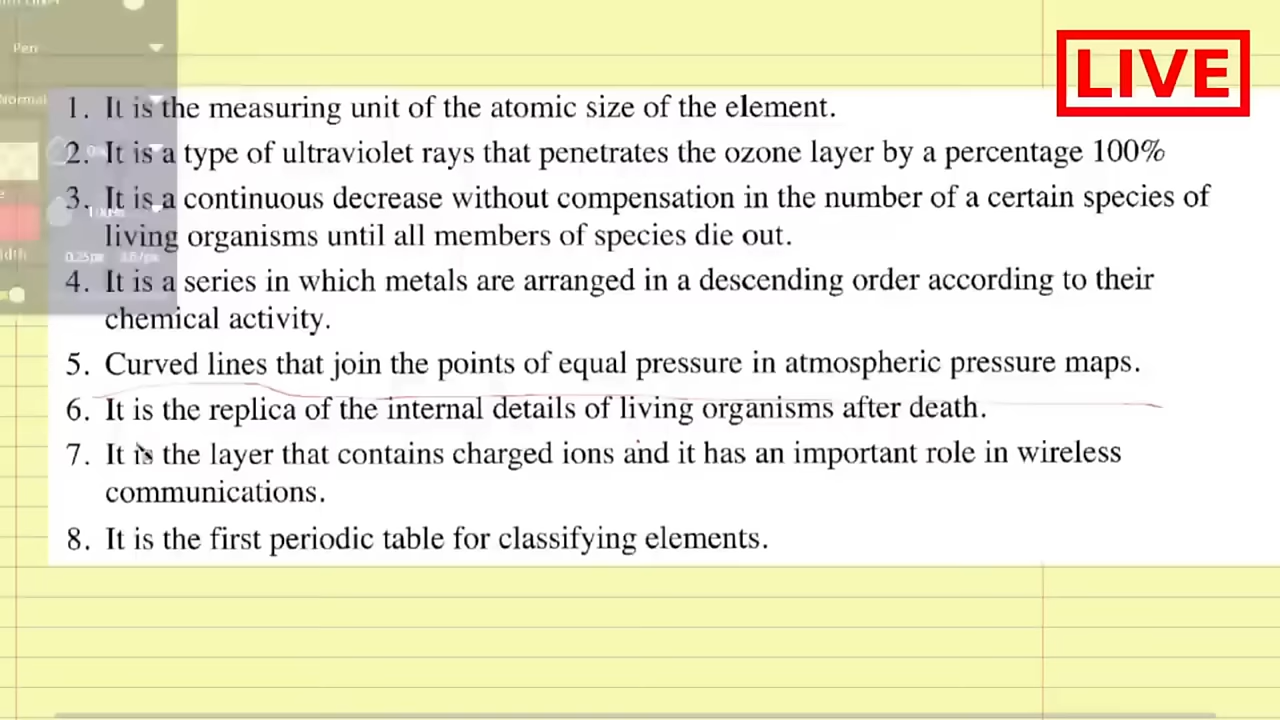 LIVE
Pen
Normal
1. It is the measuring unit of the atomic size of the element.
2. It is a type of ultraviolet rays that penetrates the ozone layer by a percentage 100%
3. It is a continuous decrease without compensation in the number of a certain species of
living organisms until all members of species die out.
4. It is a series in which metals are arranged in a descending order according to their
chemical activity.
5. Curved lines that join the points of equal pressure in atmospheric pressure maps.
6. It is the replica of the internal details of living organisms after death.
7. It is the layer that contains charged ions and it has an important role in wireless
communications.
8. It is the first periodic table for classifying elements.